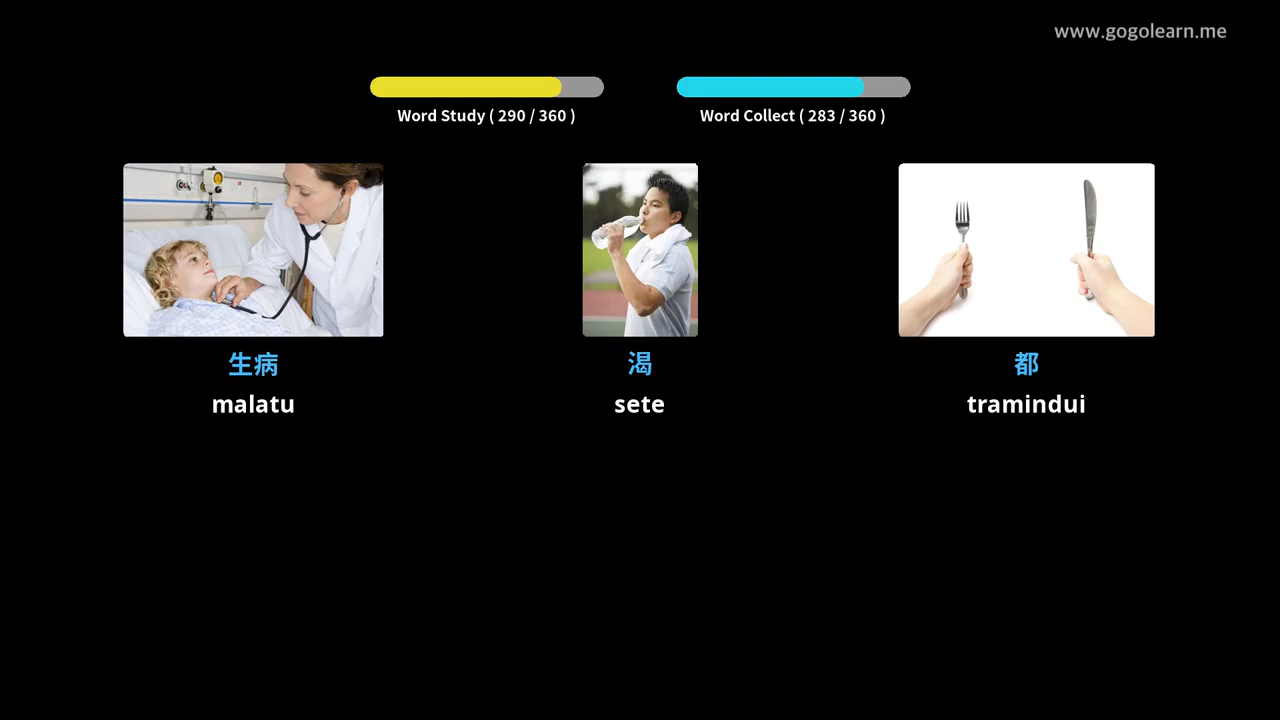 www.gogolearn.me
Word Study ( 290 / 360 )
Word Collect ( 283 / 360 )
生病
渴
都
malatu
sete
tramindui